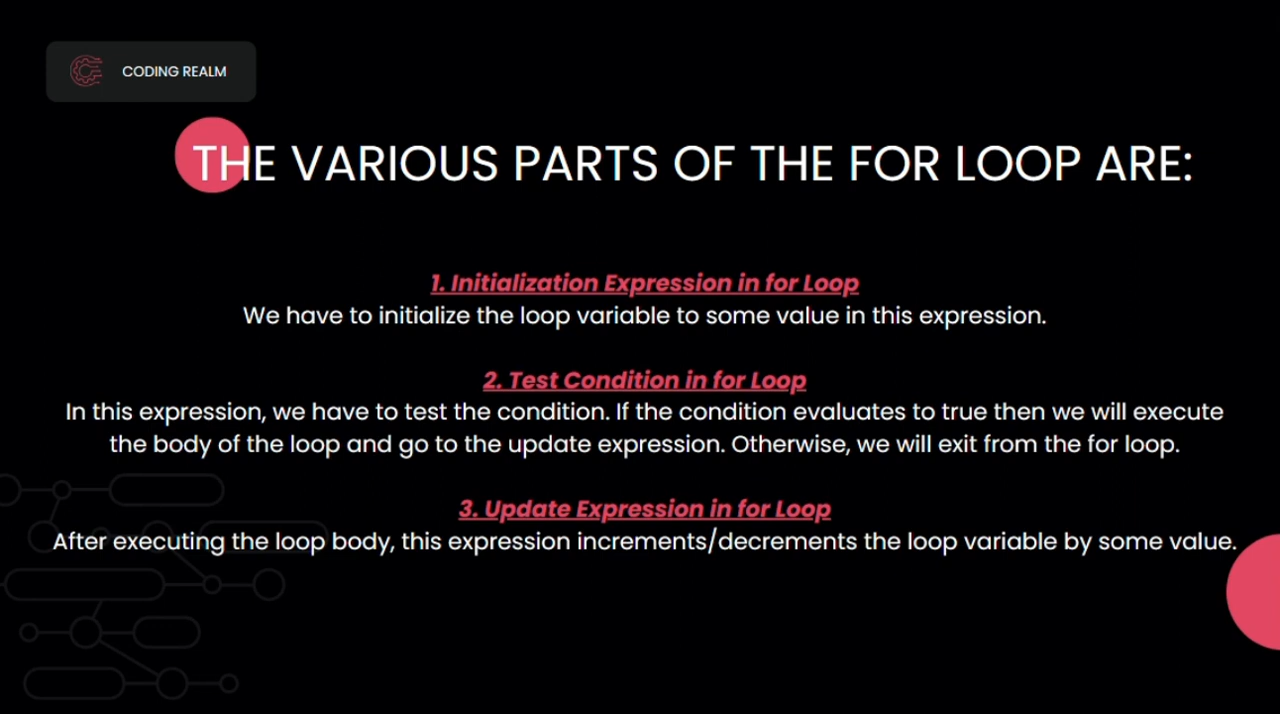 CODING REALM
THE VARIOUS PARTS OF THE FOR LOOP ARE:
1. Initialization Expression in for Loop
We have to initialize the loop variable to some value in this expression.
2. Test Condition in for Loop
In this expression, we have to test the condition. If the condition evaluates to true then we will execute
the body of the loop and go to the update expression. Otherwise, we will exit from the for loop.
3. Update Expression in for Loop
After executing the loop body, this expression increments/decrements the loop variable by some value.